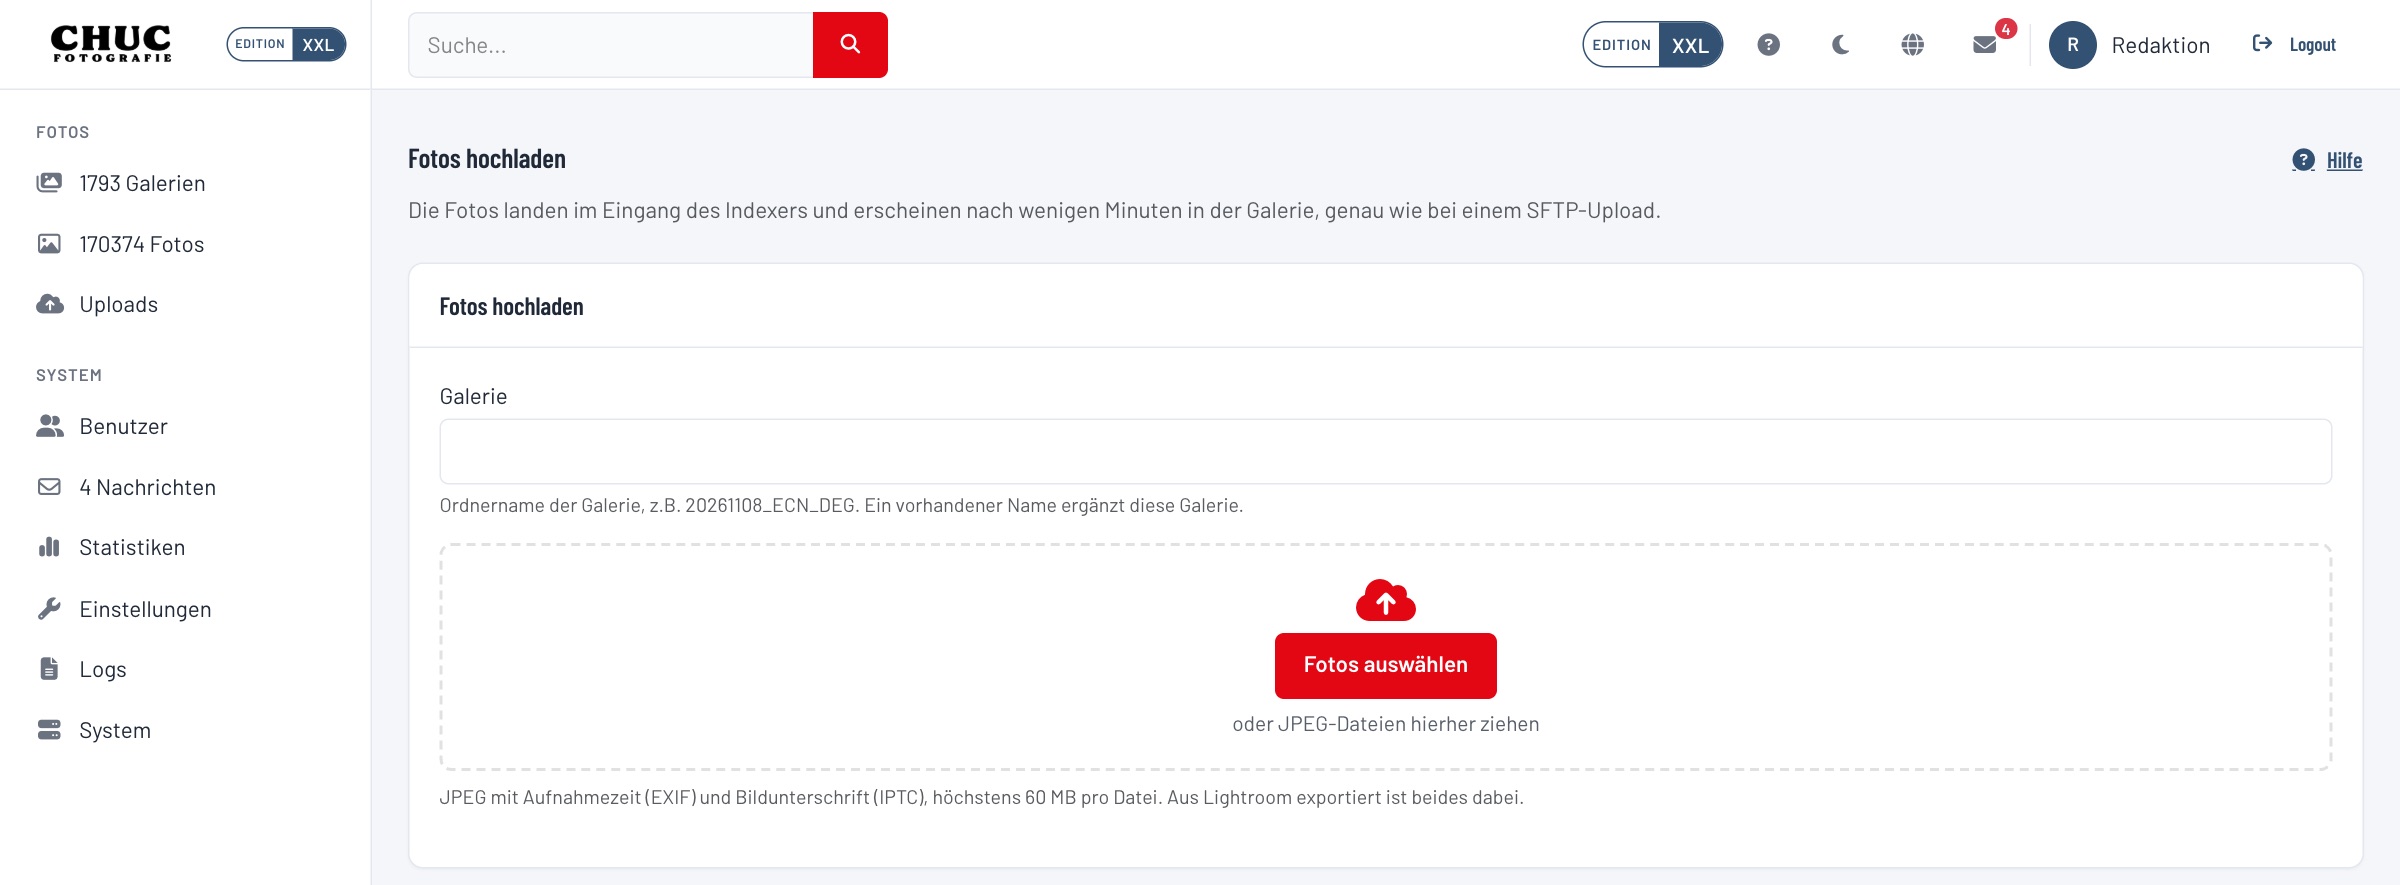 CHUC
FOTOGRAFIE
EDITION XXL
Suche...
EDITION XXL
?
4
R
Redaktion
Logout
FOTOS
1793 Galerien
170374 Fotos
Uploads
SYSTEM
Benutzer
4 Nachrichten
Statistiken
Einstellungen
Logs
System
Fotos hochladen
? Hilfe
Die Fotos landen im Eingang des Indexers und erscheinen nach wenigen Minuten in der Galerie, genau wie bei einem SFTP-Upload.
Fotos hochladen
Galerie
Ordnername der Galerie, z.B. 20261108_ECN_DEG. Ein vorhandener Name ergänzt diese Galerie.
Fotos auswählen
oder JPEG-Dateien hierher ziehen
JPEG mit Aufnahmezeit (EXIF) und Bildunterschrift (IPTC), höchstens 60 MB pro Datei. Aus Lightroom exportiert ist beides dabei.